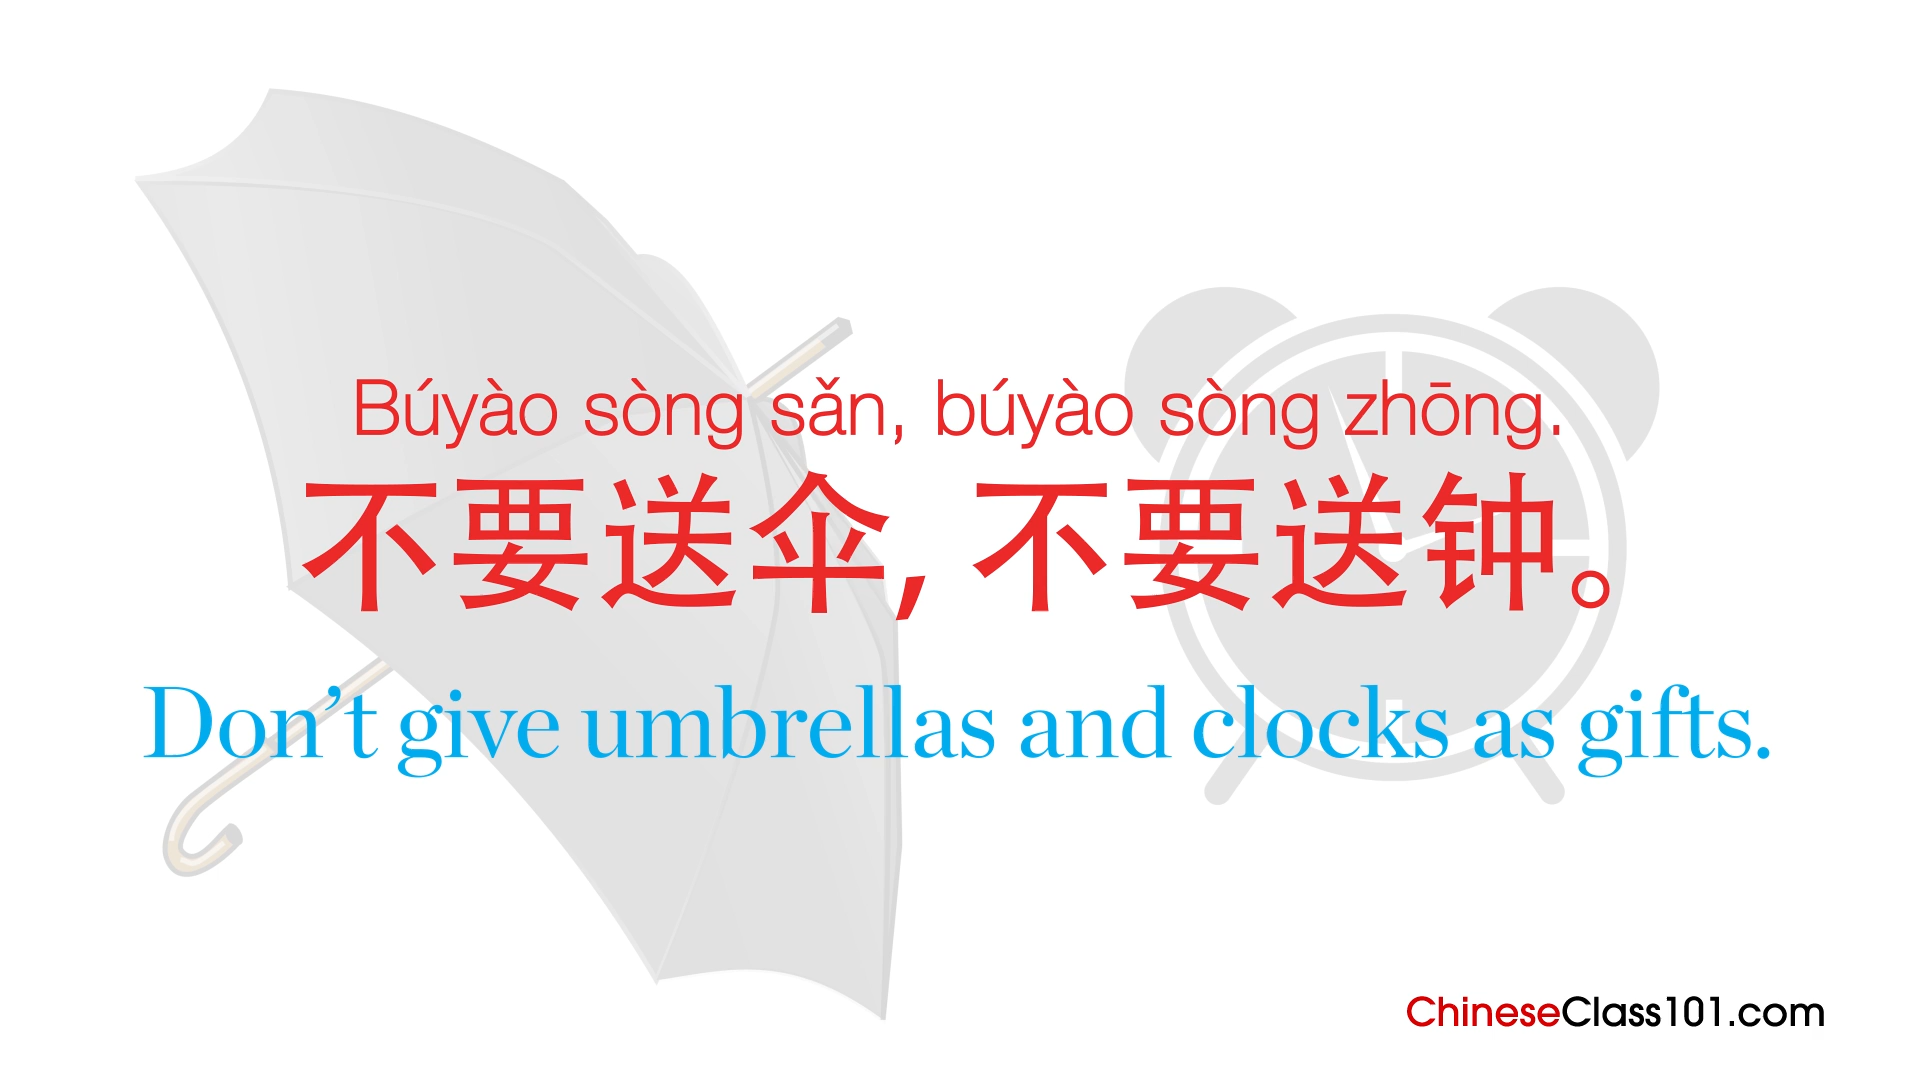 Búyào sòng sǎn, búyào sòng zhōng.
不要送伞, 不要送钟。
Don’t give umbrellas and clocks as gifts.
ChineseClass101.com